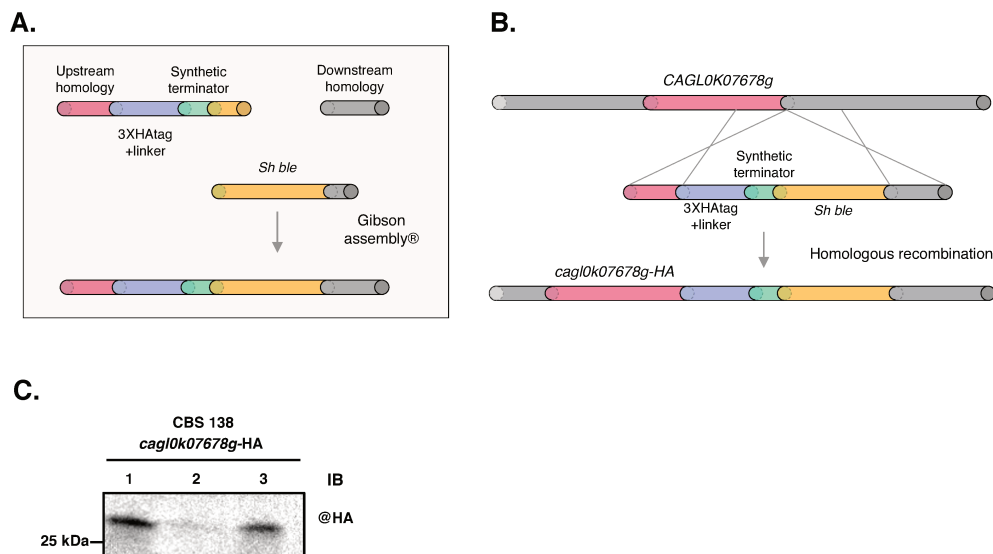 A.
Upstream
homology
Synthetic
terminator
Downstream
homology
3XHAtag
+linker
Sh ble
Gibson
assembly®
B.
CAGL0K07678g
Synthetic
terminator
3XHAtag
+linker
Sh ble
Homologous recombination
cagl0k07678g-HA
C.
CBS 138
cagl0k07678g-HA
1 2 3 IB
@HA
25 kDa